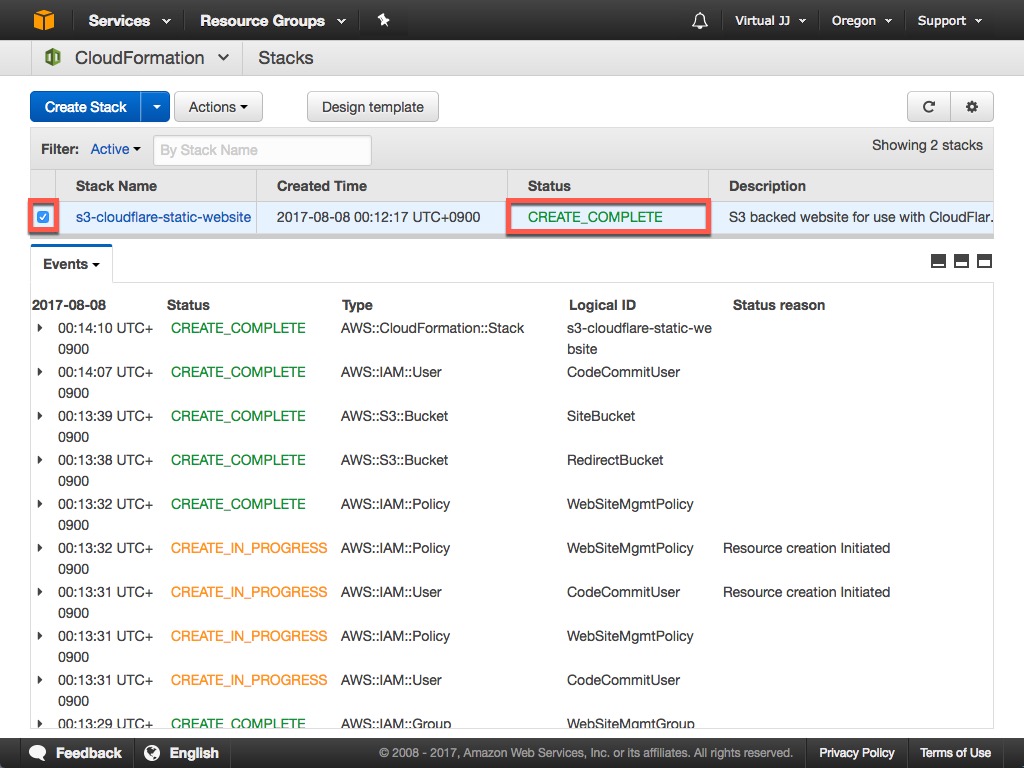 Services Resource Groups Virtual JJ Oregon Support
CloudFormation Stacks
Create Stack Actions Design template
Filter: Active By Stack Name Showing 2 stacks
Stack Name Created Time Status Description
s3-cloudflare-static-website 2017-08-08 00:12:17 UTC+0900 CREATE_COMPLETE S3 backed website for use with CloudFlar.
Events
2017-08-08 Status Type Logical ID Status reason
00:14:10 UTC+ CREATE_COMPLETE AWS::CloudFormation::Stack s3-cloudflare-static-we
0900 bsite
00:14:07 UTC+ CREATE_COMPLETE AWS::IAM::User CodeCommitUser
0900
00:13:39 UTC+ CREATE_COMPLETE AWS::S3::Bucket SiteBucket
0900
00:13:38 UTC+ CREATE_COMPLETE AWS::S3::Bucket RedirectBucket
0900
00:13:32 UTC+ CREATE_COMPLETE AWS::IAM::Policy WebSiteMgmtPolicy
0900
00:13:32 UTC+ CREATE_IN_PROGRESS AWS::IAM::Policy WebSiteMgmtPolicy Resource creation Initiated
0900
00:13:31 UTC+ CREATE_IN_PROGRESS AWS::IAM::User CodeCommitUser Resource creation Initiated
0900
00:13:31 UTC+ CREATE_IN_PROGRESS AWS::IAM::Policy WebSiteMgmtPolicy
0900
00:13:31 UTC+ CREATE_IN_PROGRESS AWS::IAM::User CodeCommitUser
0900
00:13:29 UTC+ CREATE_COMPLETE AWS::IAM::Group WebSiteMgmtGroup
Feedback English © 2008 - 2017, Amazon Web Services, Inc. or its affiliates. All rights reserved. Privacy Policy Terms of Use